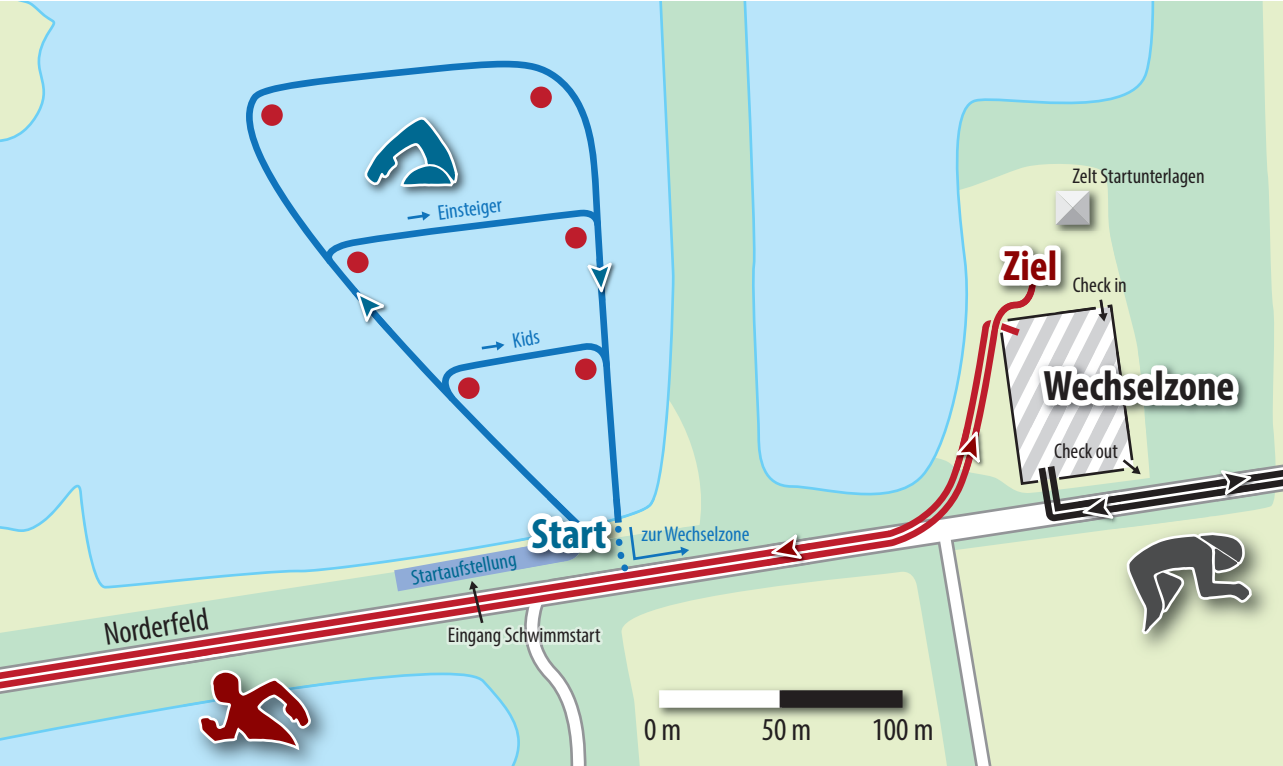 Zelt Startunterlagen
Einsteiger
Ziel
Check in
Kids
Wechselzone
Check out
Start
zur Wechselzone
Startaufstellung
Norderfeld
Eingang Schwimmstart
0 m 50 m 100 m